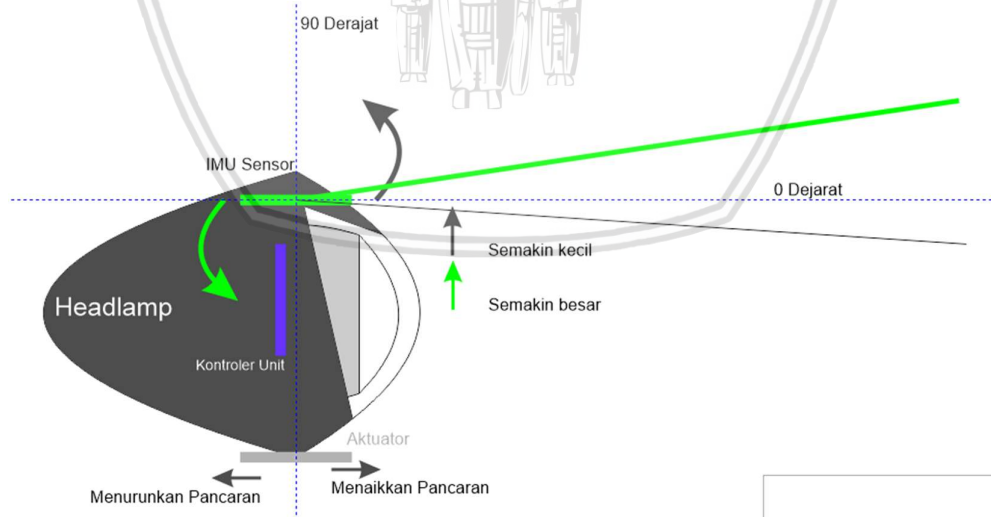 90 Derajat
IMU Sensor
0 Dejarat
Semakin kecil
Semakin besar
Headlamp
Kontroler Unit
Aktuator
Menurunkan Pancaran
Menaikkan Pancaran